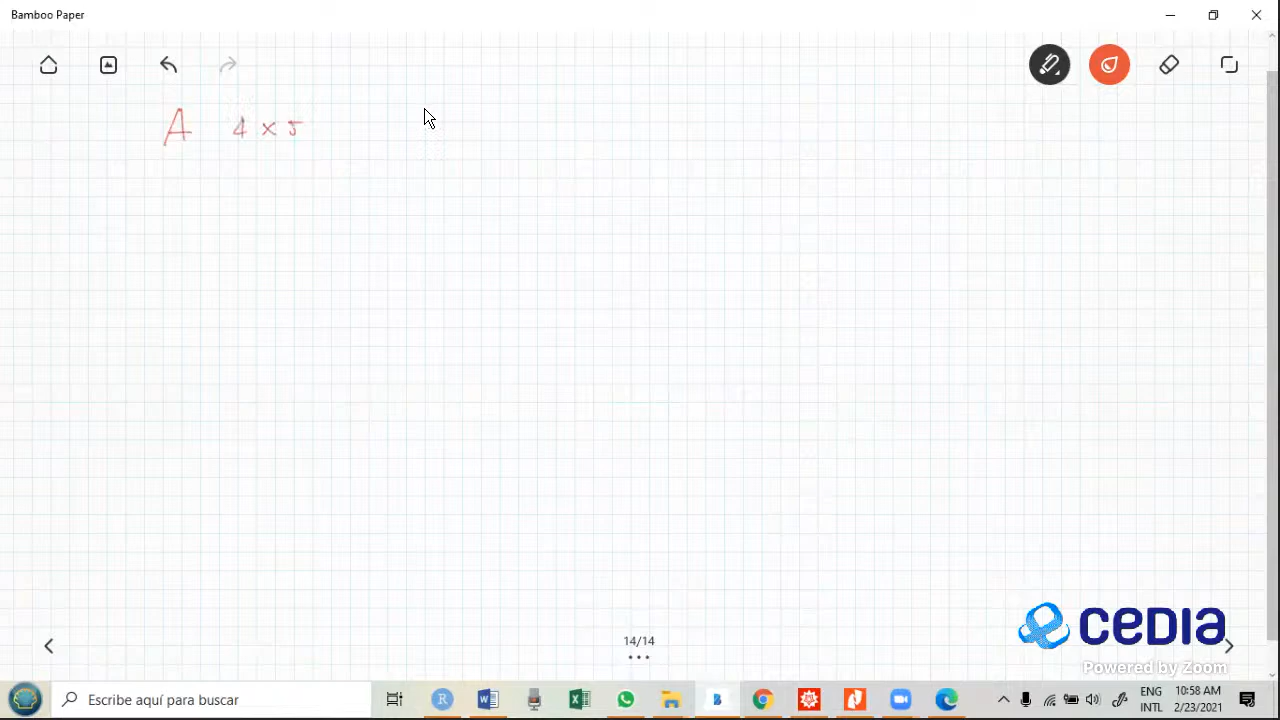 Bamboo Paper
A 4 x 5
14/14
cedia
Powered by Zoom
Escribe aquí para buscar
ENG
INTL
10:58 AM
2/23/2021